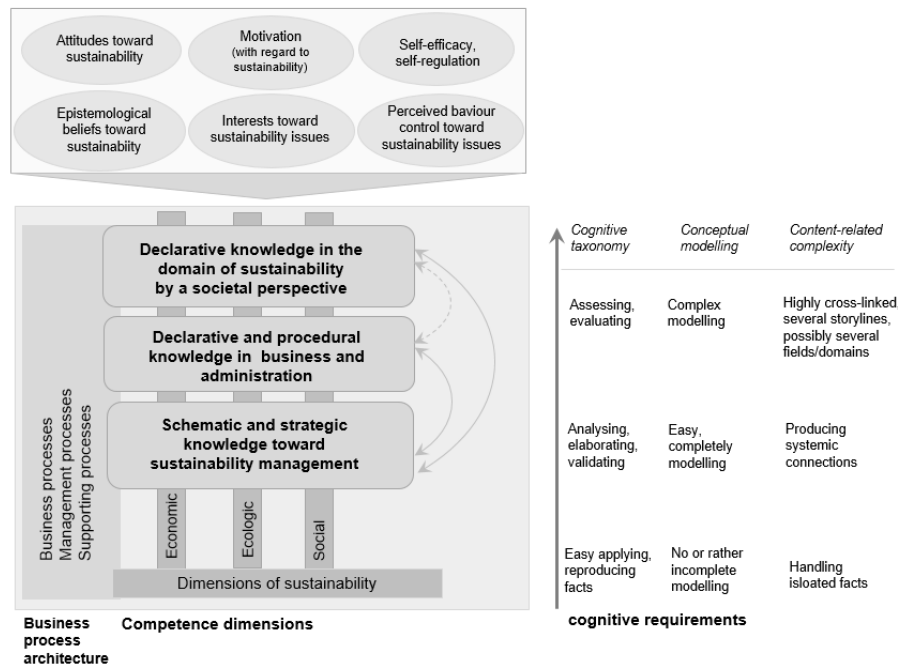 Attitudes toward
sustainability
Motivation
(with regard to
sustainability)
Self-efficacy,
self-regulation
Epistemological
beliefs toward
sustainabiity
Interests toward
sustainability issues
Perceived baviour
control toward
sustainability issues
Declarative knowledge in the
domain of sustainability
by a societal perspective
Declarative and procedural
knowledge in business and
administration
Schematic and strategic
knowledge toward
sustainability management
Business processes
Management processes
Supporting processes
Economic
Ecologic
Social
Dimensions of sustainability
Business
process
architecture
Competence dimensions
Cognitive
taxonomy
Conceptual
modelling
Content-related
complexity
Assessing,
evaluating
Complex
modelling
Highly cross-linked,
several storylines,
possibly several
fields/domains
Analysing,
elaborating,
validating
Easy,
completely
modelling
Producing
systemic
connections
Easy applying,
reproducing
facts
No or rather
incomplete
modelling
Handling
isloated facts
cognitive requirements